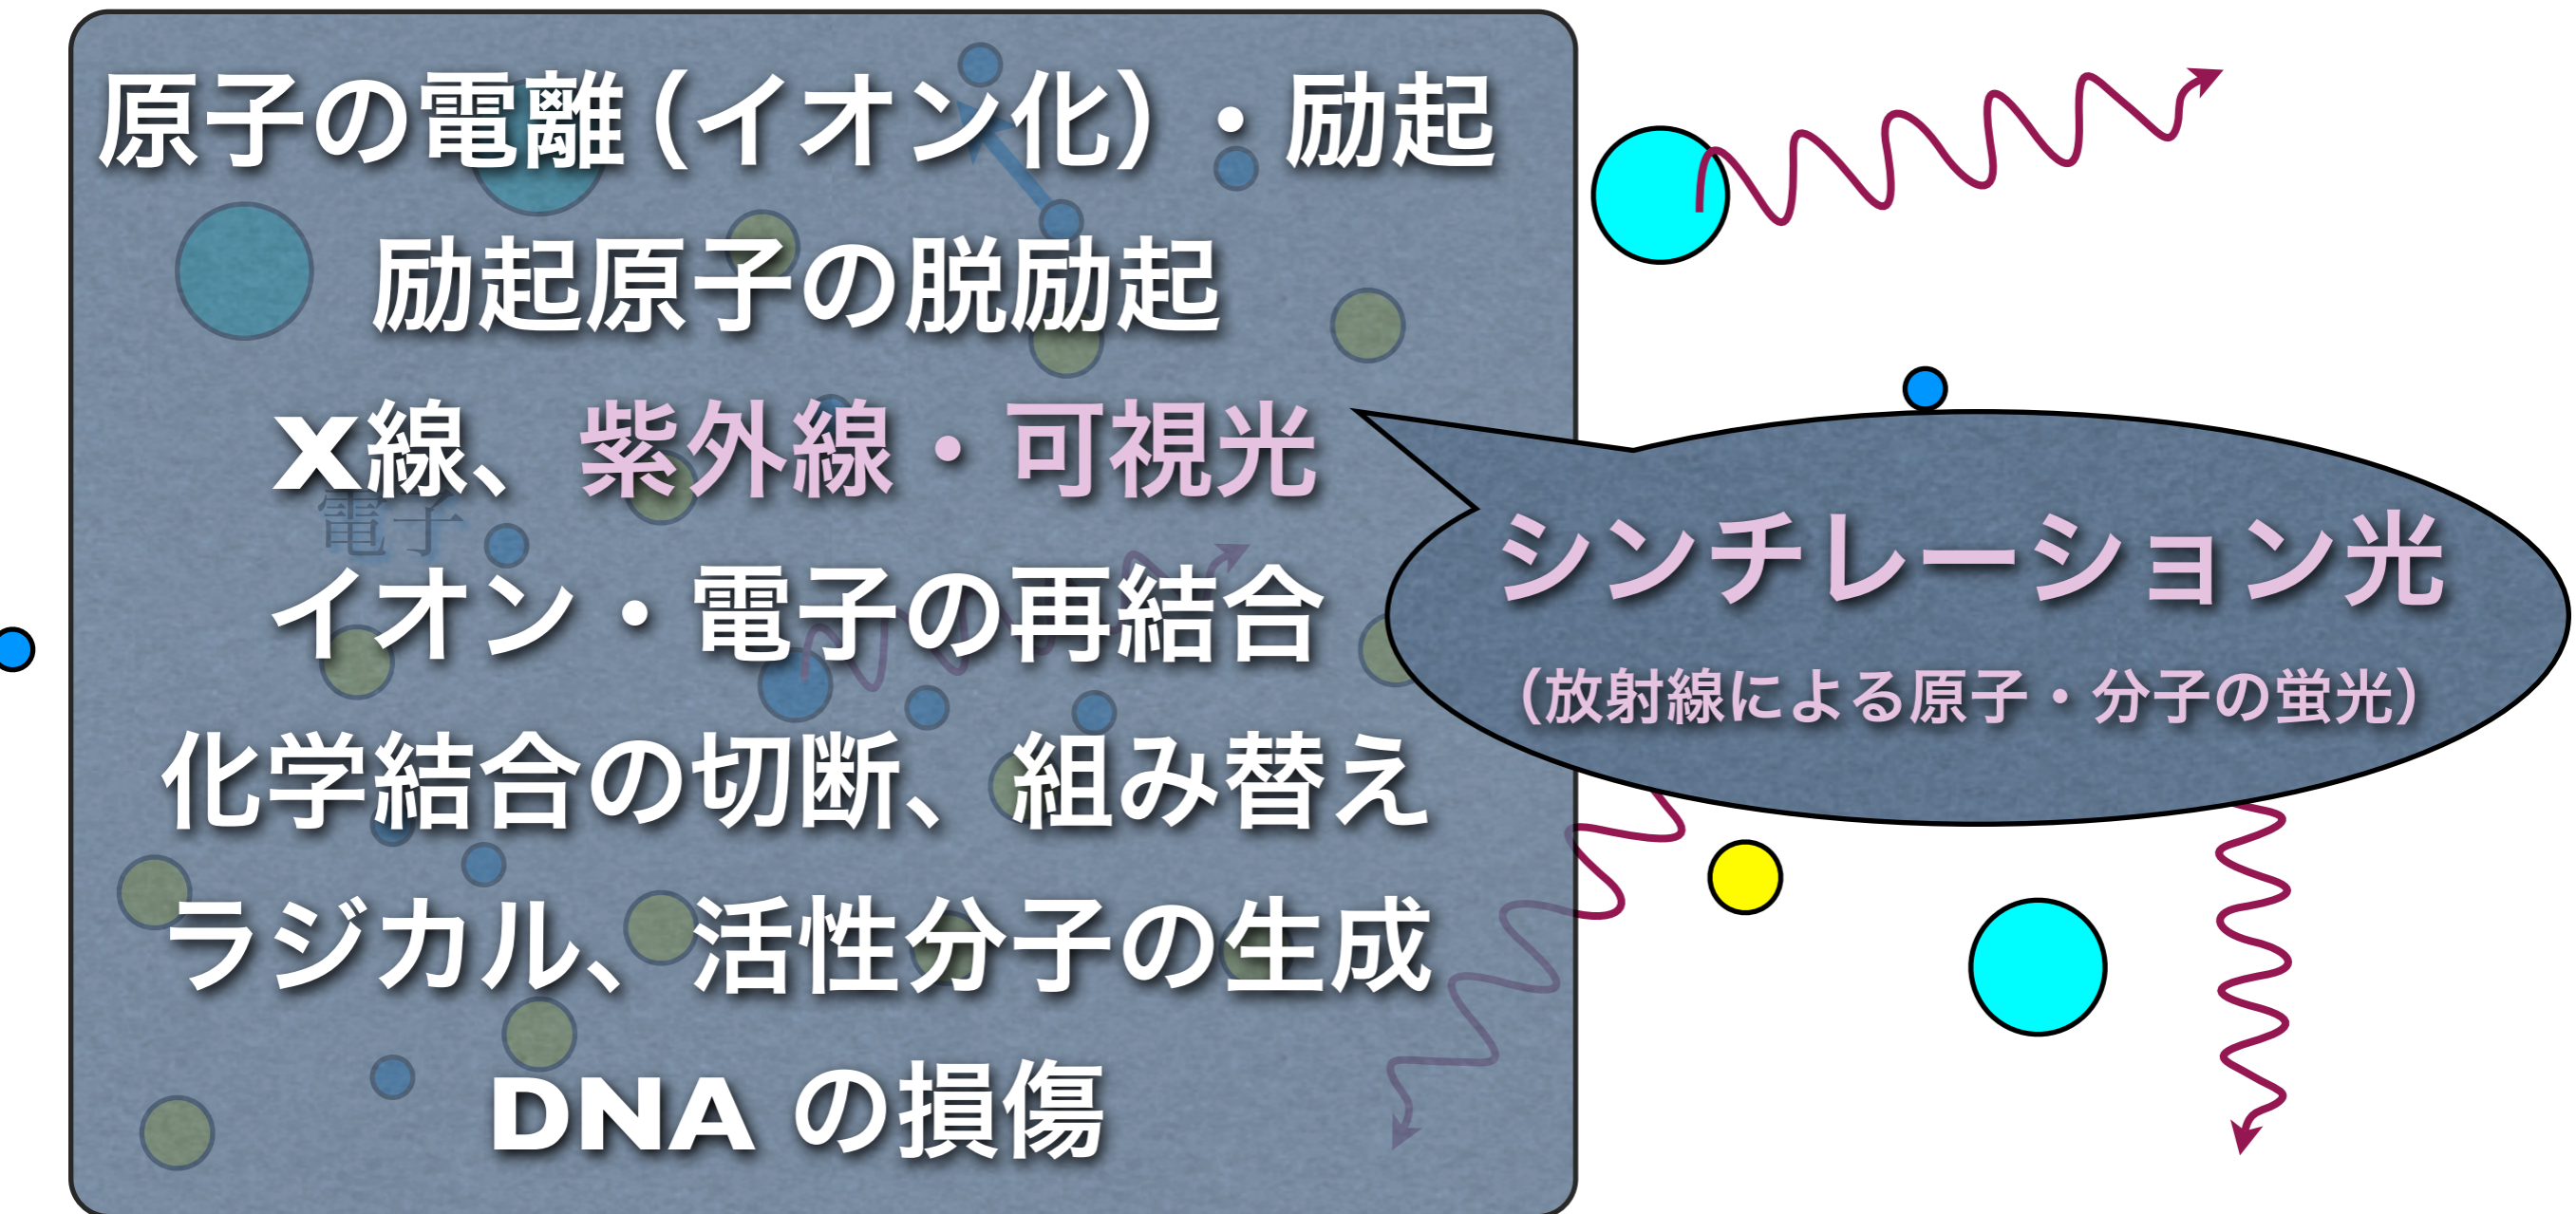 原子の電離（イオン化）・励起
励起原子の脱励起
X線、紫外線・可視光
電子
イオン・電子の再結合
化学結合の切断、組み替え
ラジカル、活性分子の生成
DNA の損傷
シンチレーション光
（放射線による原子・分子の蛍光）